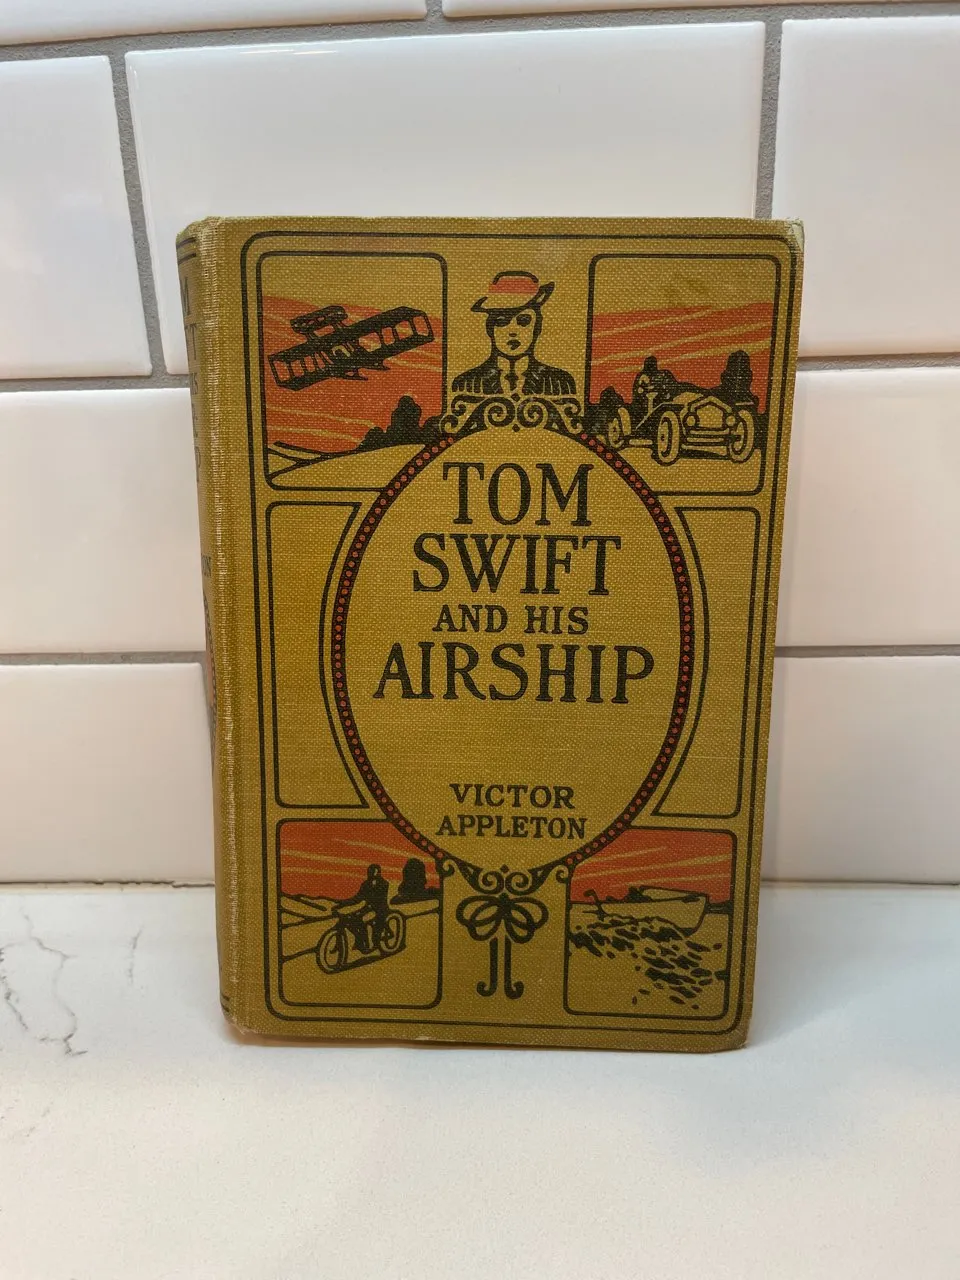 TOM
SWIFT
AND HIS
AIRSHIP
VICTOR
APPLETON